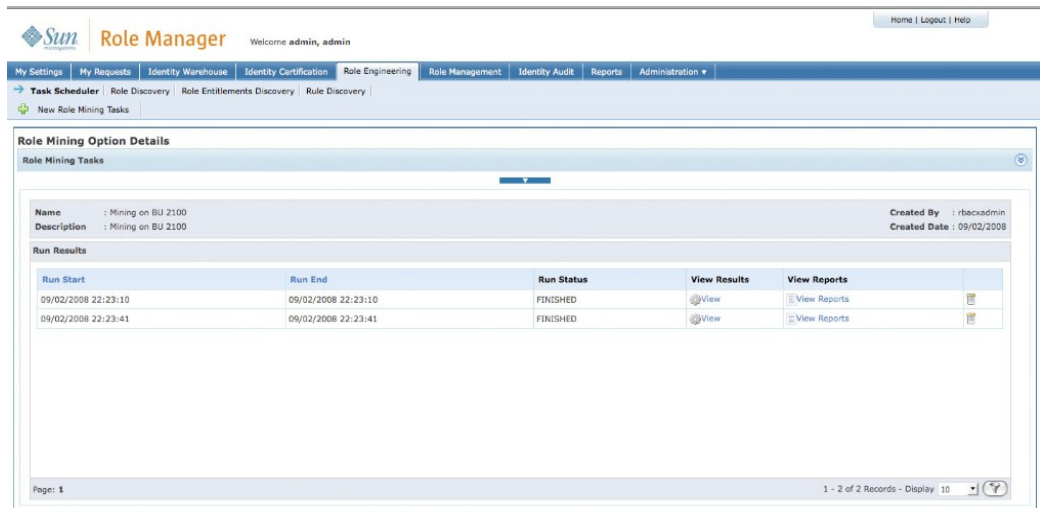 Home | Logout | Help
Sun
microsystems
Role Manager
Welcome admin, admin
My Settings My Requests Identity Warehouse Identity Certification Role Engineering Role Management Identity Audit Reports Administration
Task Scheduler Role Discovery Role Entitlements Discovery Rule Discovery
New Role Mining Tasks
Role Mining Option Details
Role Mining Tasks
Name : Mining on BU 2100 Created By : rbacxadmin
Description : Mining on BU 2100 Created Date : 09/02/2008
Run Results
Run Start Run End Run Status View Results View Reports
09/02/2008 22:23:10 09/02/2008 22:23:10 FINISHED View View Reports
09/02/2008 22:23:41 09/02/2008 22:23:41 FINISHED View View Reports
Page: 1 1 - 2 of 2 Records - Display 10